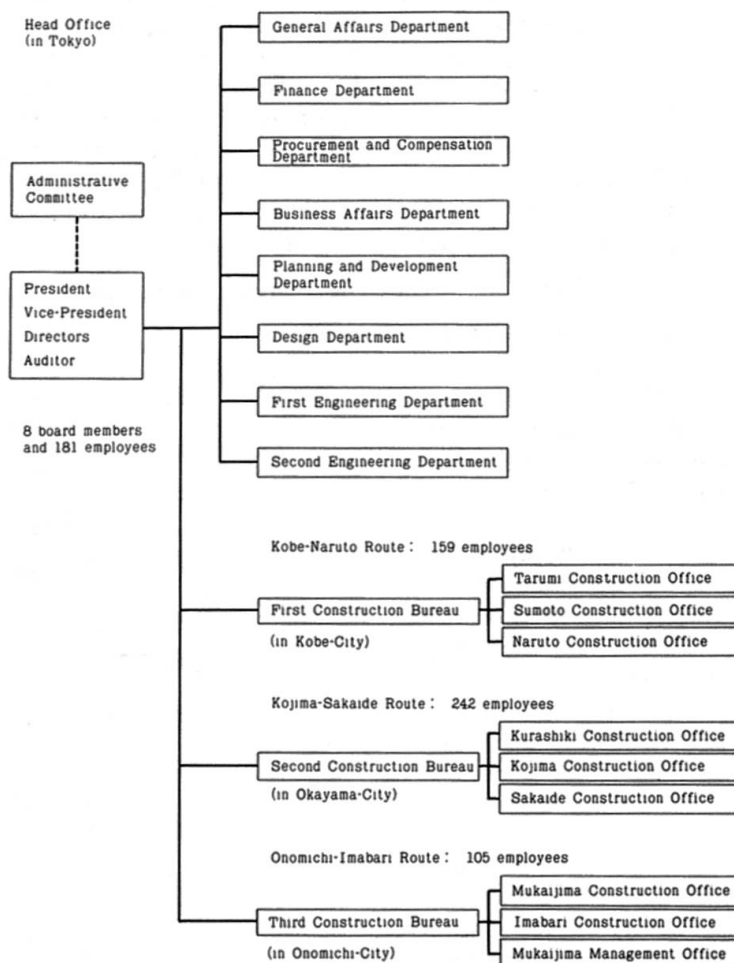 Head Office
(in Tokyo)
General Affairs Department
Finance Department
Procurement and Compensation
Department
Administrative
Committee
Business Affairs Department
Planning and Development
Department
President
Vice-President
Directors
Auditor
Design Department
First Engineering Department
8 board members
and 181 employees
Second Engineering Department
Kobe-Naruto Route: 159 employees
First Construction Bureau
(in Kobe-City)
Tarumi Construction Office
Sumoto Construction Office
Naruto Construction Office
Kojima-Sakaide Route: 242 employees
Second Construction Bureau
(in Okayama-City)
Kurashiki Construction Office
Kojima Construction Office
Sakaide Construction Office
Onomichi-Imabari Route: 105 employees
Third Construction Bureau
(in Onomichi-City)
Mukaijima Construction Office
Imabari Construction Office
Mukaijima Management Office